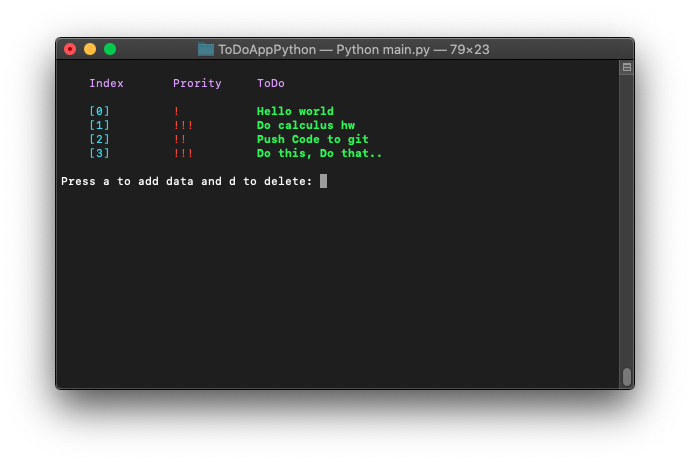 ToDoAppPython — Python main.py — 79×23
Index Prority ToDo
[0] ! Hello world
[1] !!! Do calculus hw
[2] !! Push Code to git
[3] !!! Do this, Do that..
Press a to add data and d to delete: